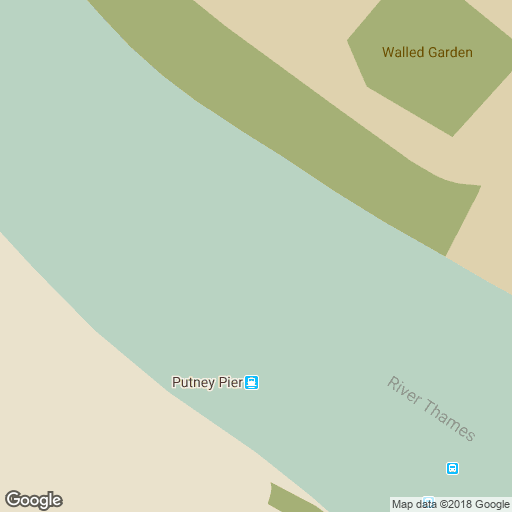 Walled Garden
Putney Pier
River Thames
Google
Map data ©2018 Google